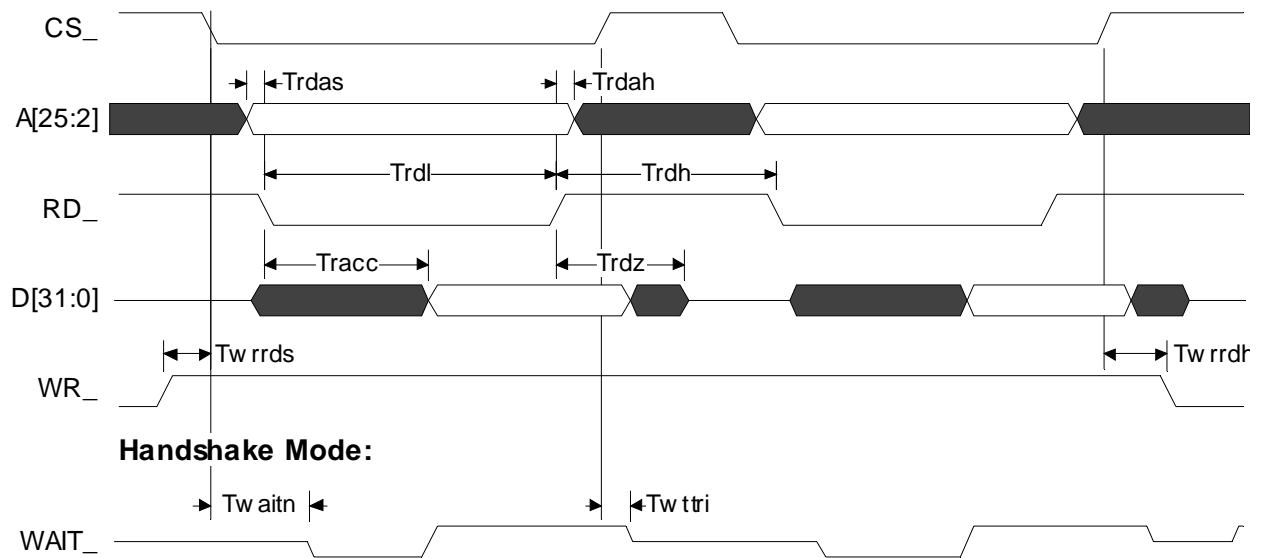 CS_
Trdas
Trdah
A[25:2]
Trdl
Trdh
RD_
Tracc
Trdz
D[31:0]
Tw rrds
Tw rrdh
WR_
Handshake Mode:
Tw aitn
Tw ttri
WAIT_